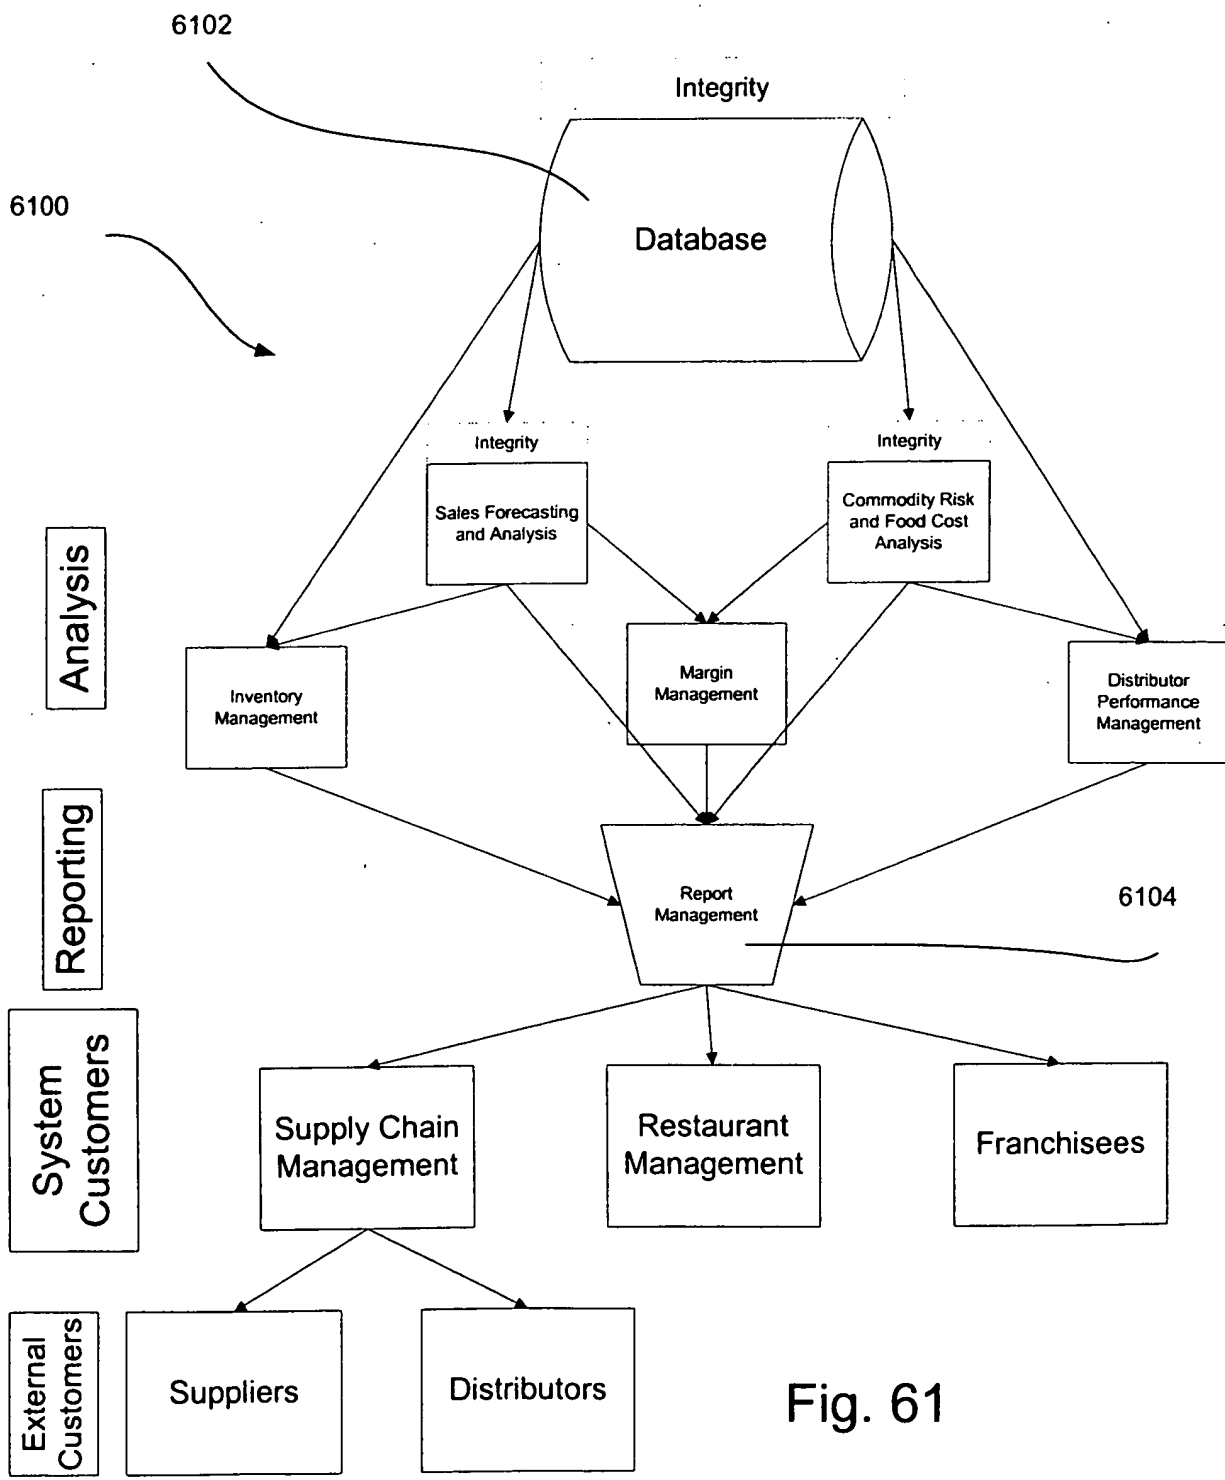 6102
Integrity
6100
Database
Integrity
Integrity
Sales Forecasting
and Analysis
Commodity Risk
and Food Cost
Analysis
Analysis
Inventory
Management
Margin
Management
Distributor
Performance
Management
Reporting
Report
Management
6104
System
Customers
Supply Chain
Management
Restaurant
Management
Franchisees
External
Customers
Suppliers
Distributors
Fig. 61